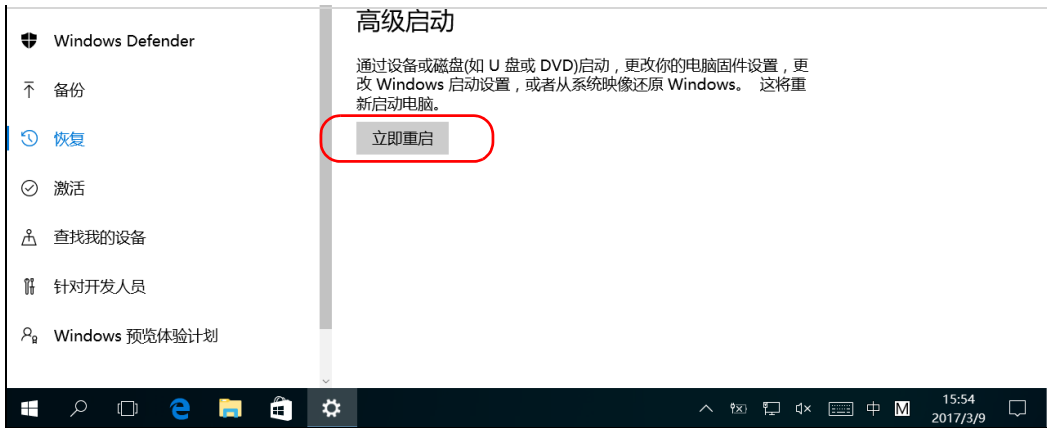 Windows Defender
备份
恢复
激活
查找我的设备
针对开发人员
Windows 预览体验计划
高级启动
通过设备或磁盘(如 U 盘或 DVD)启动，更改你的电脑固件设置，更
改 Windows 启动设置，或者从系统映像还原 Windows。 这将重
新启动电脑。
立即重启
中
M
15:54
2017/3/9